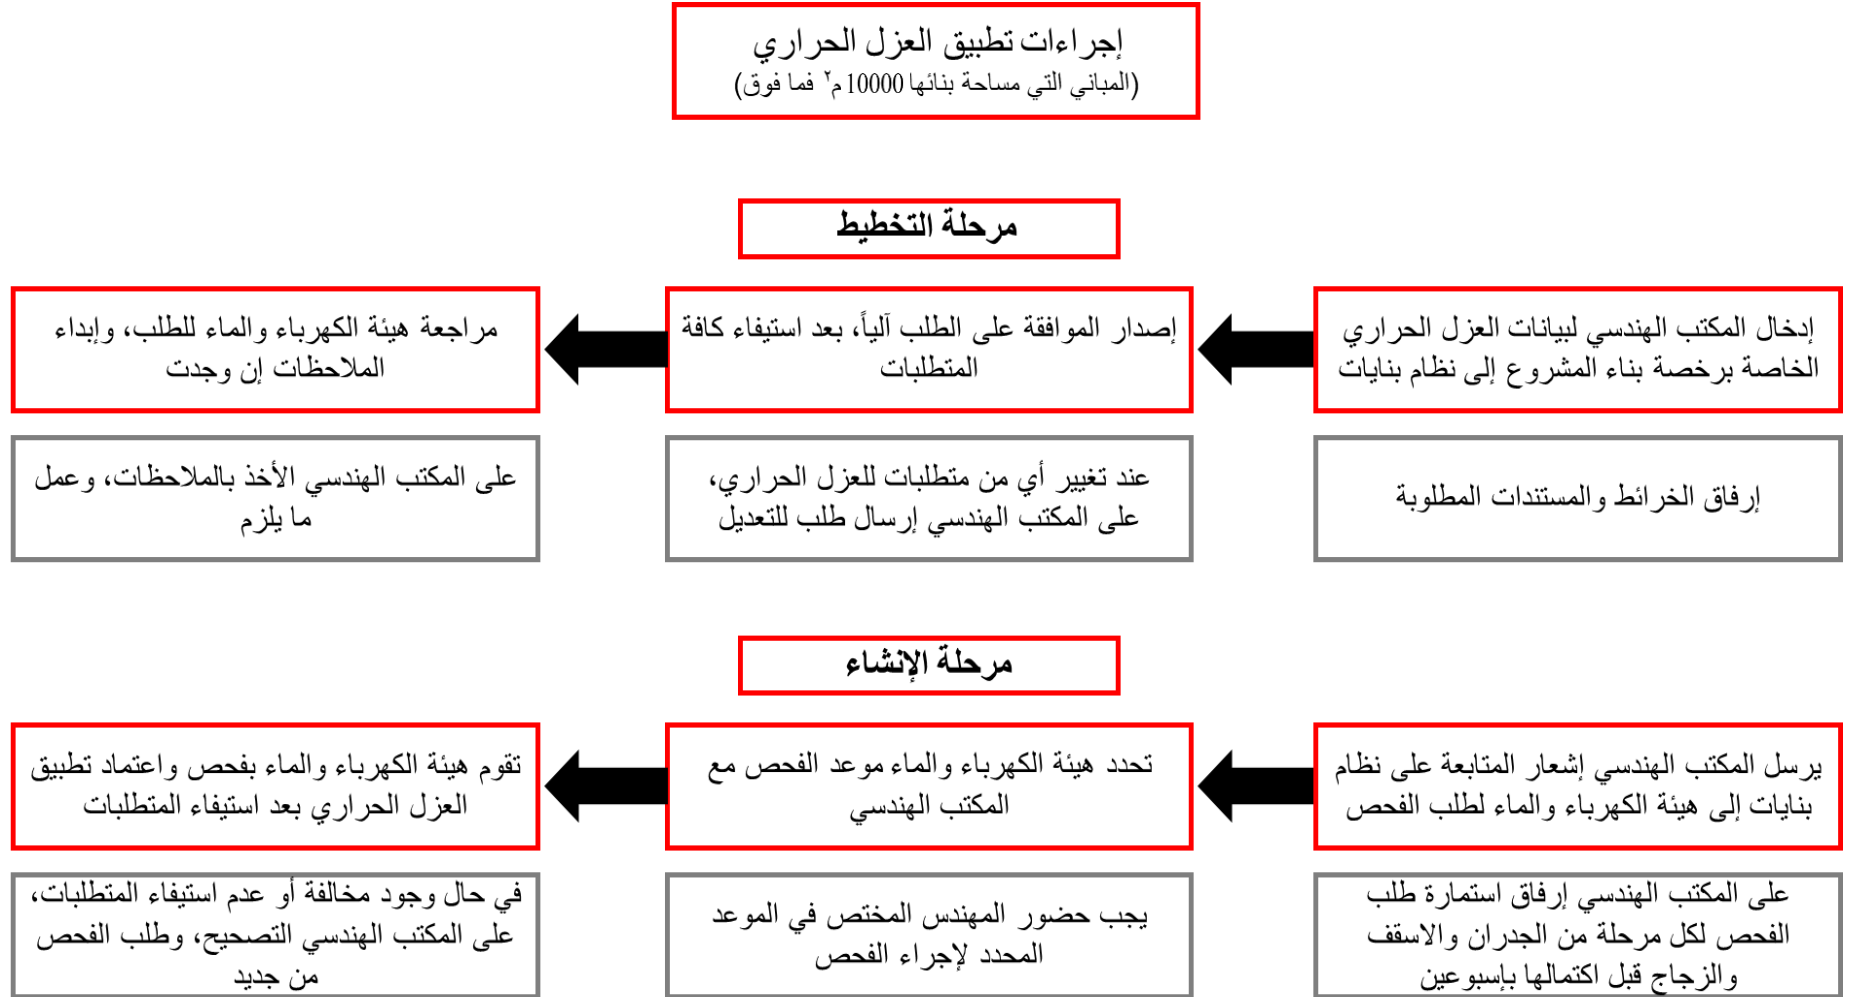 إجراءات تطبيق العزل الحراري
(المباني التي مساحة بنائها 10000 م٢ فما فوق)
مرحلة التخطيط
إدخال المكتب الهندسي لبيانات العزل الحراري
الخاصة برخصة بناء المشروع إلى نظام بنايات
إصدار الموافقة على الطلب آلياً، بعد استيفاء كافة
المتطلبات
مراجعة هيئة الكهرباء والماء للطلب، وإبداء
الملاحظات إن وجدت
إرفاق الخرائط والمستندات المطلوبة
عند تغيير أي من متطلبات للعزل الحراري،
على المكتب الهندسي إرسال طلب للتعديل
على المكتب الهندسي الأخذ بالملاحظات، وعمل
ما يلزم
مرحلة الإنشاء
يرسل المكتب الهندسي إشعار المتابعة على نظام
بنايات إلى هيئة الكهرباء والماء لطلب الفحص
تحدد هيئة الكهرباء والماء موعد الفحص مع
المكتب الهندسي
تقوم هيئة الكهرباء والماء بفحص واعتماد تطبيق
العزل الحراري بعد استيفاء المتطلبات
على المكتب الهندسي إرفاق استمارة طلب
الفحص لكل مرحلة من الجدران والاسقف
والزجاج قبل اكتمالها بإسبوعين
يجب حضور المهندس المختص في الموعد
المحدد لإجراء الفحص
في حال وجود مخالفة أو عدم استيفاء المتطلبات،
على المكتب الهندسي التصحيح، وطلب الفحص
من جديد